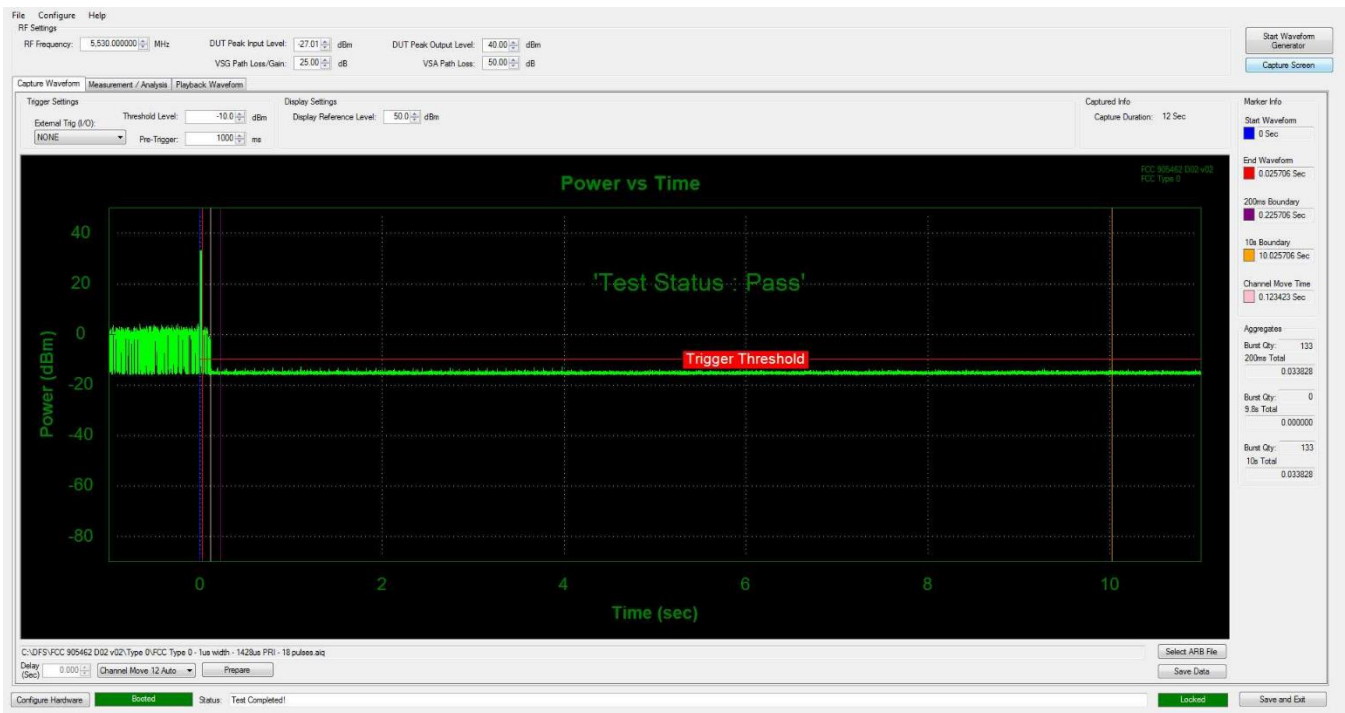 File Configure Help
RF Settings
RF Frequency: 5,530.000000 MHz DUT Peak Input Level: -27.01 dBm DUT Peak Output Level: 40.00 dBm
VSG Path Loss/Gain: 25.00 dB VSA Path Loss: 50.00 dB
Start Waveform Generator
Capture Screen
Capture Waveform Measurement / Analysis Playback Waveform
Trigger Settings
External Trig (I/O): Threshold Level: -10.0 dBm
NONE Pre-Trigger: 1000 ms
Display Settings
Display Reference Level: 50.0 dBm
Captured Info
Capture Duration: 12 Sec
Marker Info
Start Waveform
0 Sec
End Waveform
0.025706 Sec
200ms Boundary
0.225706 Sec
10s Boundary
10.025706 Sec
Channel Move Time
0.123423 Sec
Aggregates
Burst Qty: 133
200ms Total
0.033828
Burst Qty: 0
9.8s Total
0.000000
Burst Qty: 133
10s Total
0.033828
Power vs Time
FCC 905462 D02 v02
FCC Type 0
'Test Status : Pass'
Trigger Threshold
Power (dBm)
40
20
0
-20
-40
-60
-80
0 2 4 6 8 10
Time (sec)
C:\DFS\FCC 905462 D02 v02\Type 0\FCC Type 0 - 1us width - 1428us PRI - 18 pulses.aiq
Select ARB File
Delay (Sec) 0.000 Channel Move 12 Auto Prepare
Save Data
Configure Hardware Booted Status: Test Completed! Locked Save and Exit